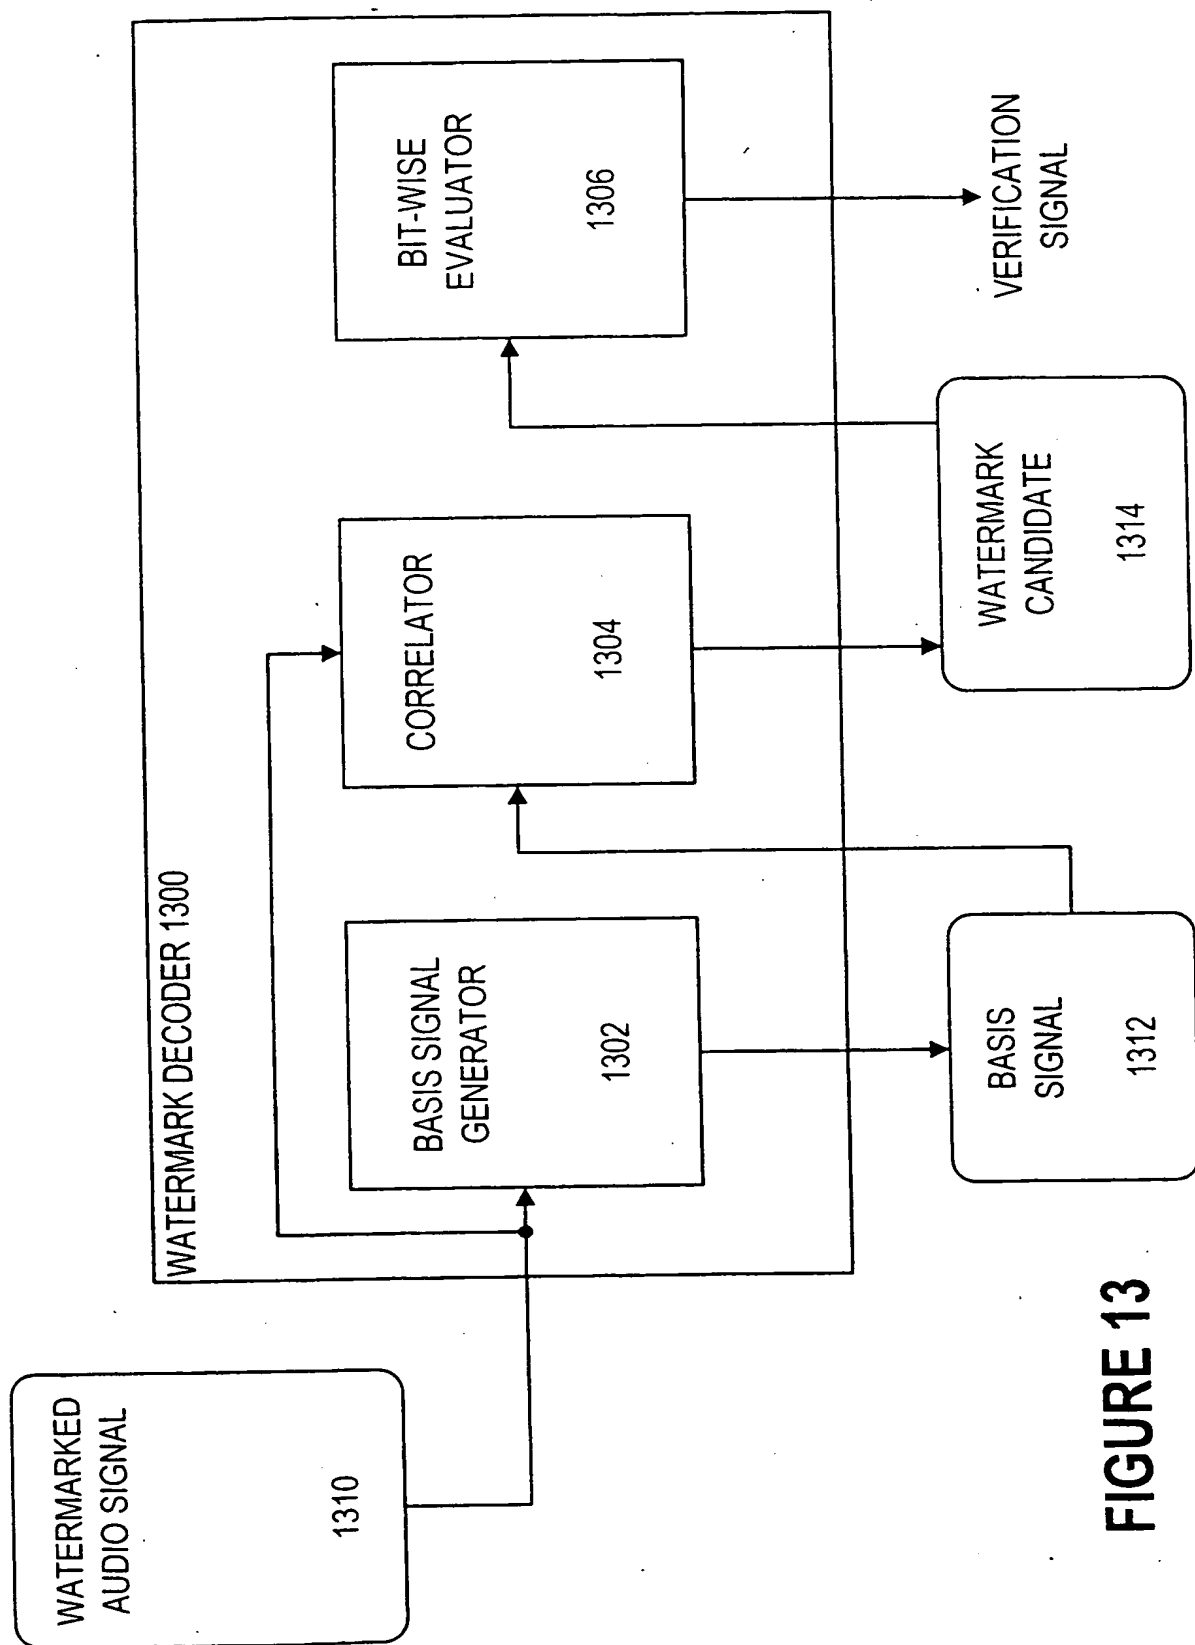 WATERMARKED
AUDIO SIGNAL
1310
WATERMARK DECODER 1300
BASIS SIGNAL
GENERATOR
1302
CORRELATOR
1304
BIT-WISE
EVALUATOR
1306
BASIS
SIGNAL
1312
WATERMARK
CANDIDATE
1314
VERIFICATION
SIGNAL
FIGURE 13